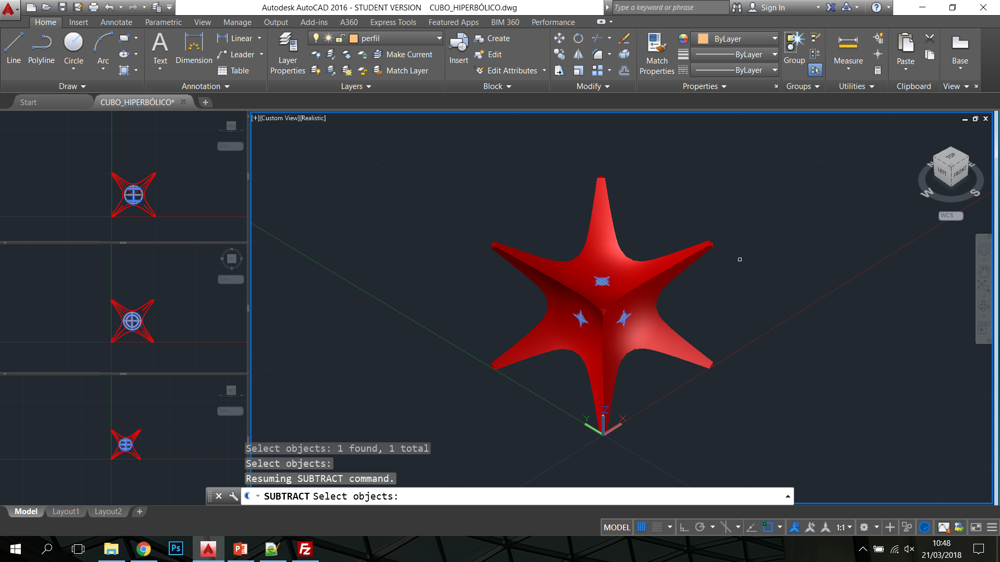 Autodesk AutoCAD 2016 - STUDENT VERSION CUBO_HIPERBÓLICO.dwg
Type a keyword or phrase
Sign In
Home Insert Annotate Parametric View Manage Output Add-ins A360 Express Tools Featured Apps BIM 360 Performance
Line
Polyline
Circle
Arc
Text
Dimension
Linear
Leader
Table
Layer
Properties
perfil
Make Current
Match Layer
Insert
Create
Edit
Edit Attributes
Match
Properties
ByLayer
ByLayer
ByLayer
Group
Measure
Paste
Base
Draw
Annotation
Layers
Block
Modify
Properties
Groups
Utilities
Clipboard
View
Start
CUBO_HIPERBÓLICO*
[+][Custom View][Realistic]
TOP
LEFT
FRONT
N
E
W
S
WCS
N
W
E
S
Y
Z
X
Select objects: 1 found, 1 total
Select objects:
Resuming SUBTRACT command.
SUBTRACT Select objects:
Model
Layout1
Layout2
MODEL
1:1
Ps
10:48
21/03/2018